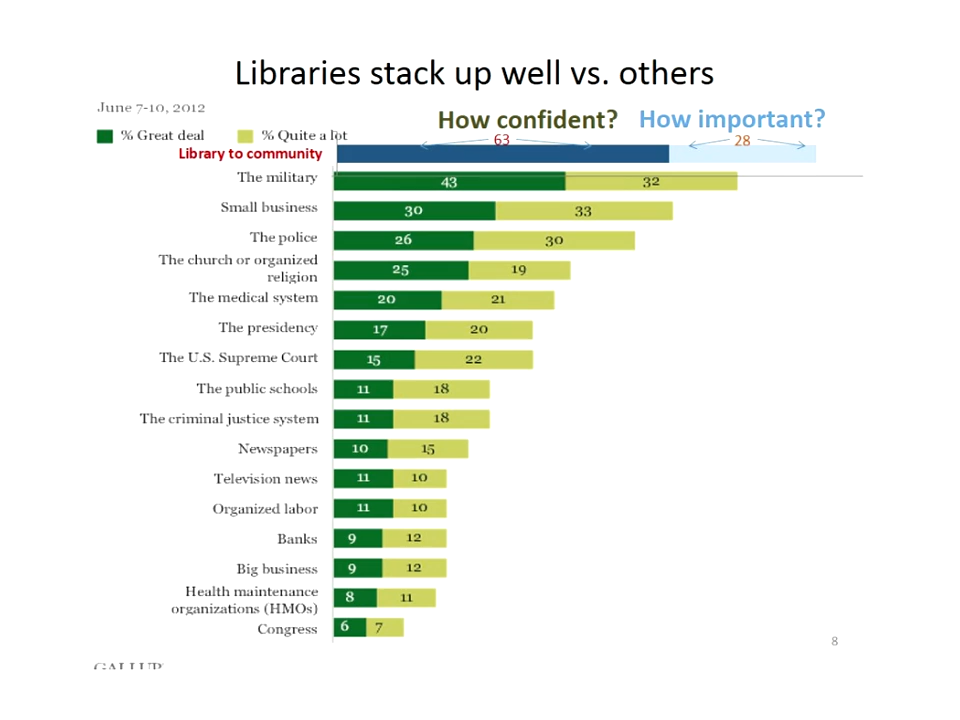 Libraries stack up well vs. others
June 7-10, 2012
How confident? How important?
% Great deal % Quite a lot
63 28
Library to community
The military 43 32
Small business 30 33
The police 26 30
The church or organized
religion 25 19
The medical system 20 21
The presidency 17 20
The U.S. Supreme Court 15 22
The public schools 11 18
The criminal justice system 11 18
Newspapers 10 15
Television news 11 10
Organized labor 11 10
Banks 9 12
Big business 9 12
Health maintenance
organizations (HMOs) 8 11
Congress 6 7
8
GALLUP